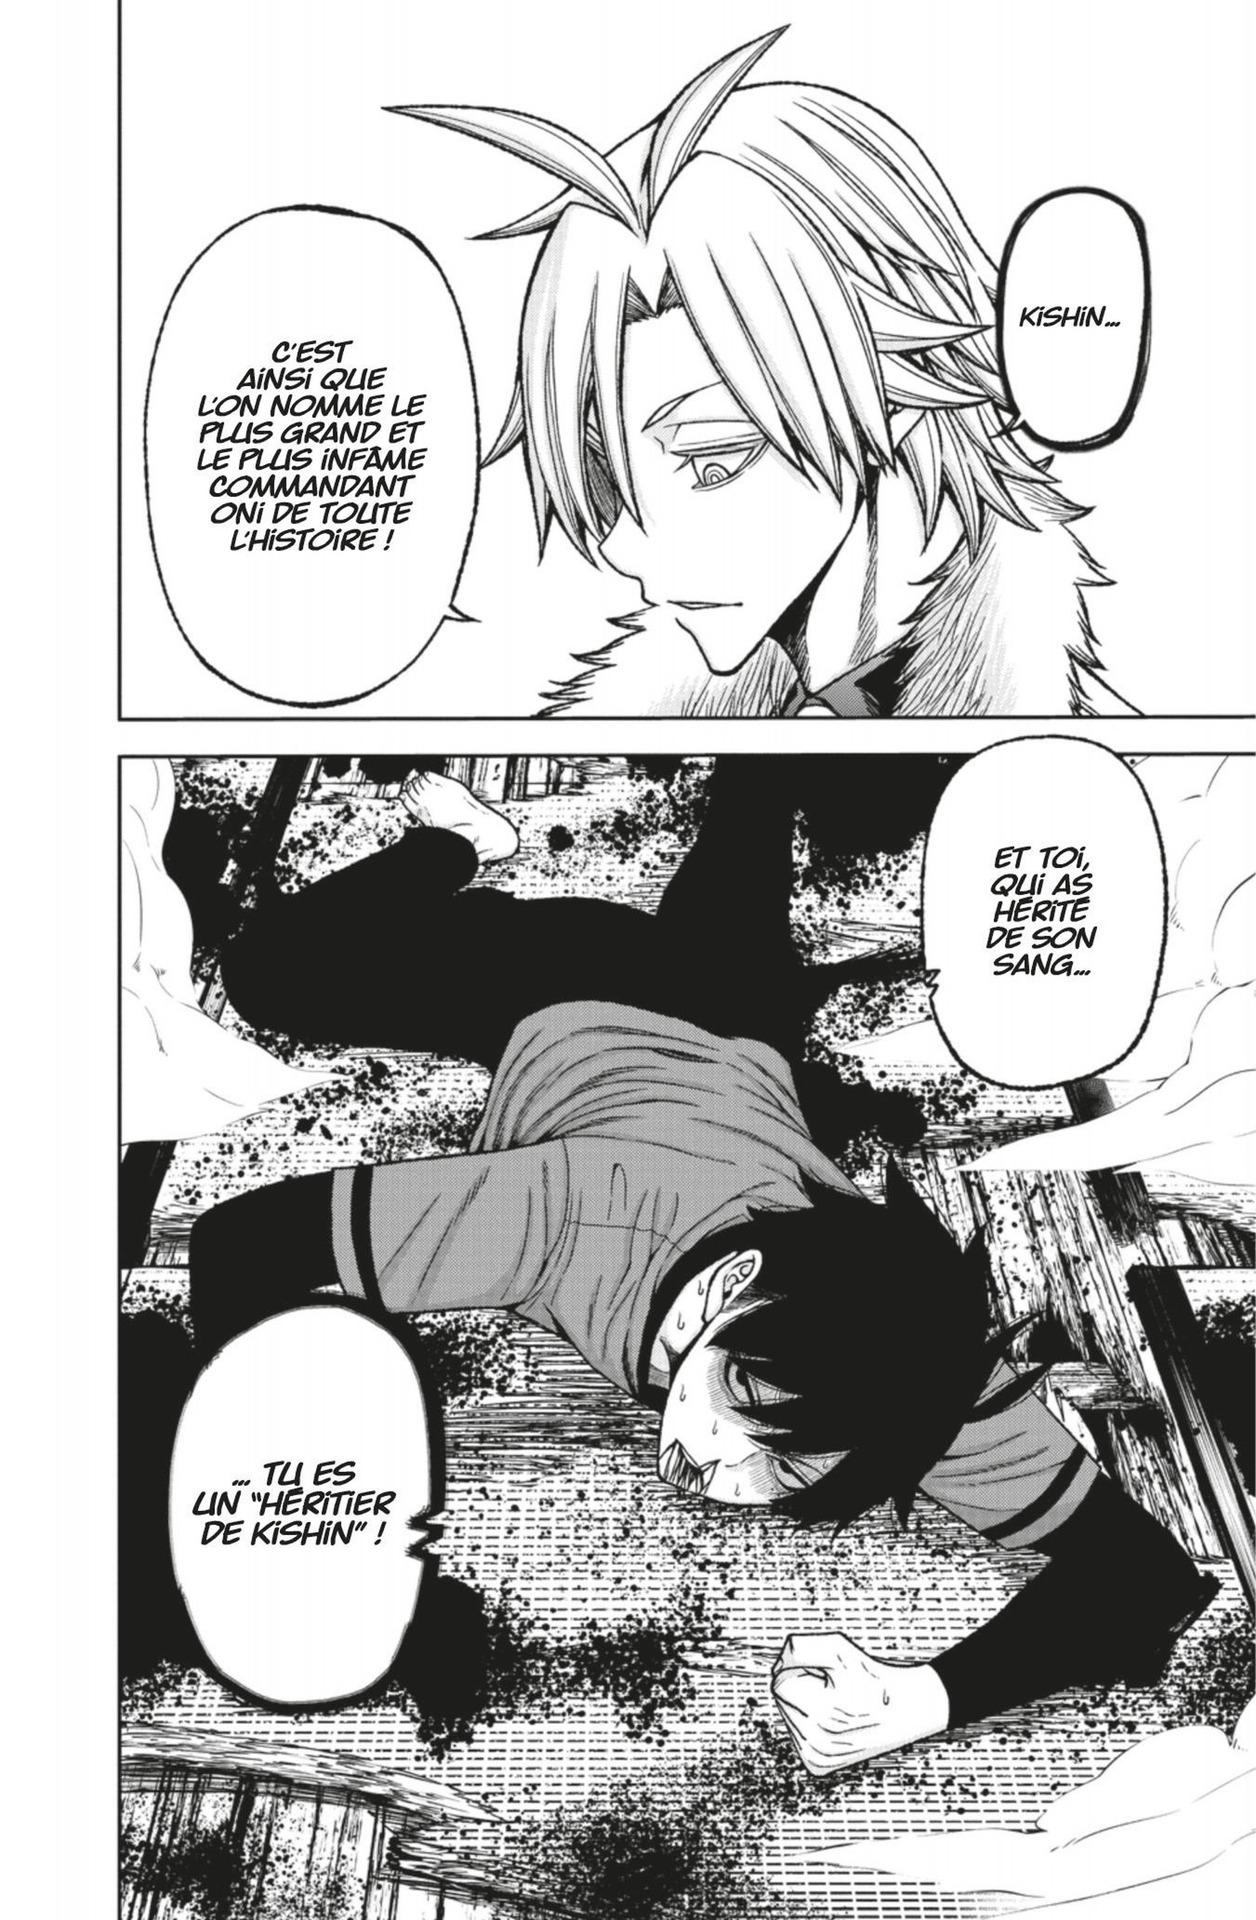 KiSHiN...
C'EST
AiNSi QUE
L'ON NOMME LE
PLUS GRAND ET
LE PLUS iNFÂME
COMMANDANT
ONi DE TOUTE
L'HiSTOiRE !
ET TOi,
QUi AS
HÉRiTÉ
DE SON
SANG...
... TU ES
UN "HÉRiTiER
DE KiSHiN" !